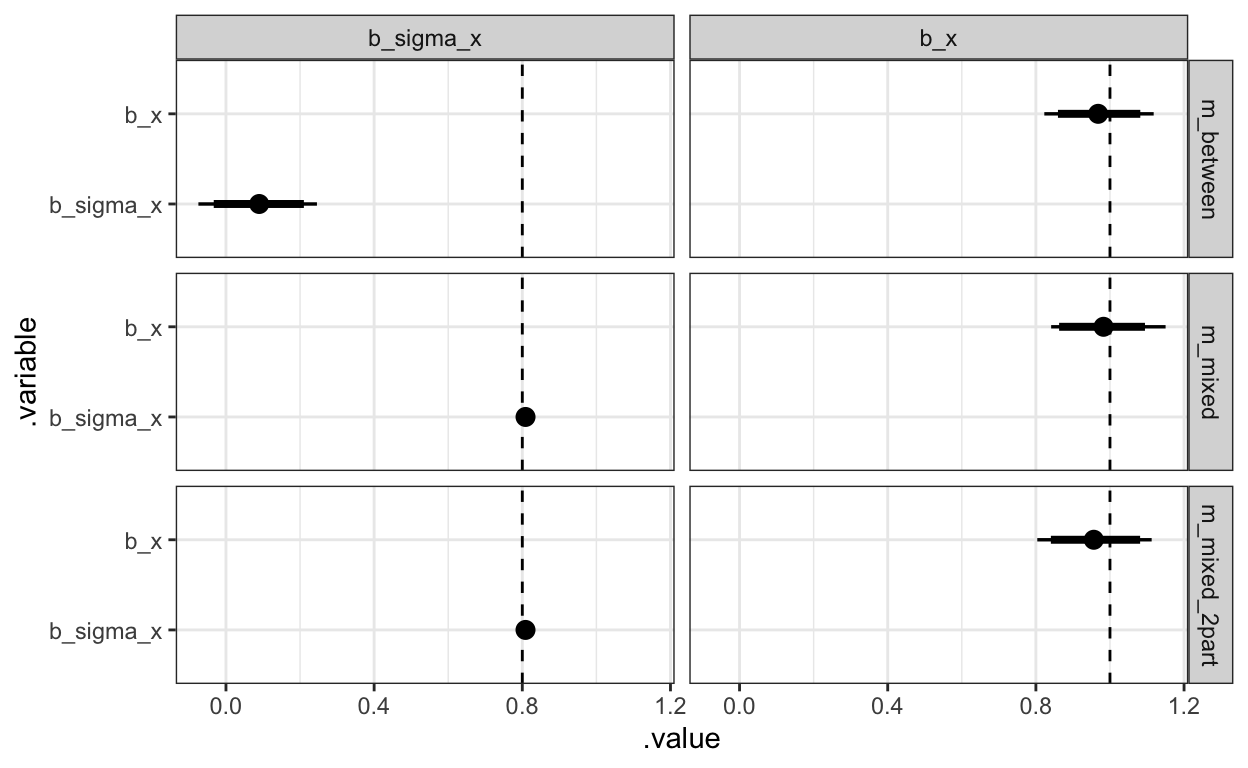 b_sigma_x
b_x
b_x
b_sigma_x
m_between
b_x
b_sigma_x
m_mixed
b_x
b_sigma_x
m_mixed_2part
.variable
0.0 0.4 0.8 1.2
0.0 0.4 0.8 1.2
.value